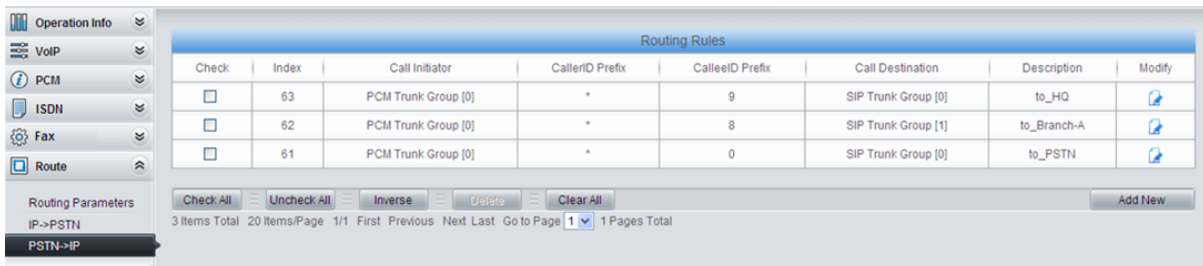 Operation Info
VoIP
PCM
ISDN
Fax
Route
Routing Parameters
IP->PSTN
PSTN->IP
Routing Rules
Check Index Call Initiator CallerID Prefix CalleeID Prefix Call Destination Description Modify
63 PCM Trunk Group [0] * 9 SIP Trunk Group [0] to_HQ
62 PCM Trunk Group [0] * 8 SIP Trunk Group [1] to_Branch-A
61 PCM Trunk Group [0] * 0 SIP Trunk Group [0] to_PSTN
Check All Uncheck All Inverse Delete Clear All Add New
3 Items Total 20 Items/Page 1/1 First Previous Next Last Go to Page 1 1 Pages Total